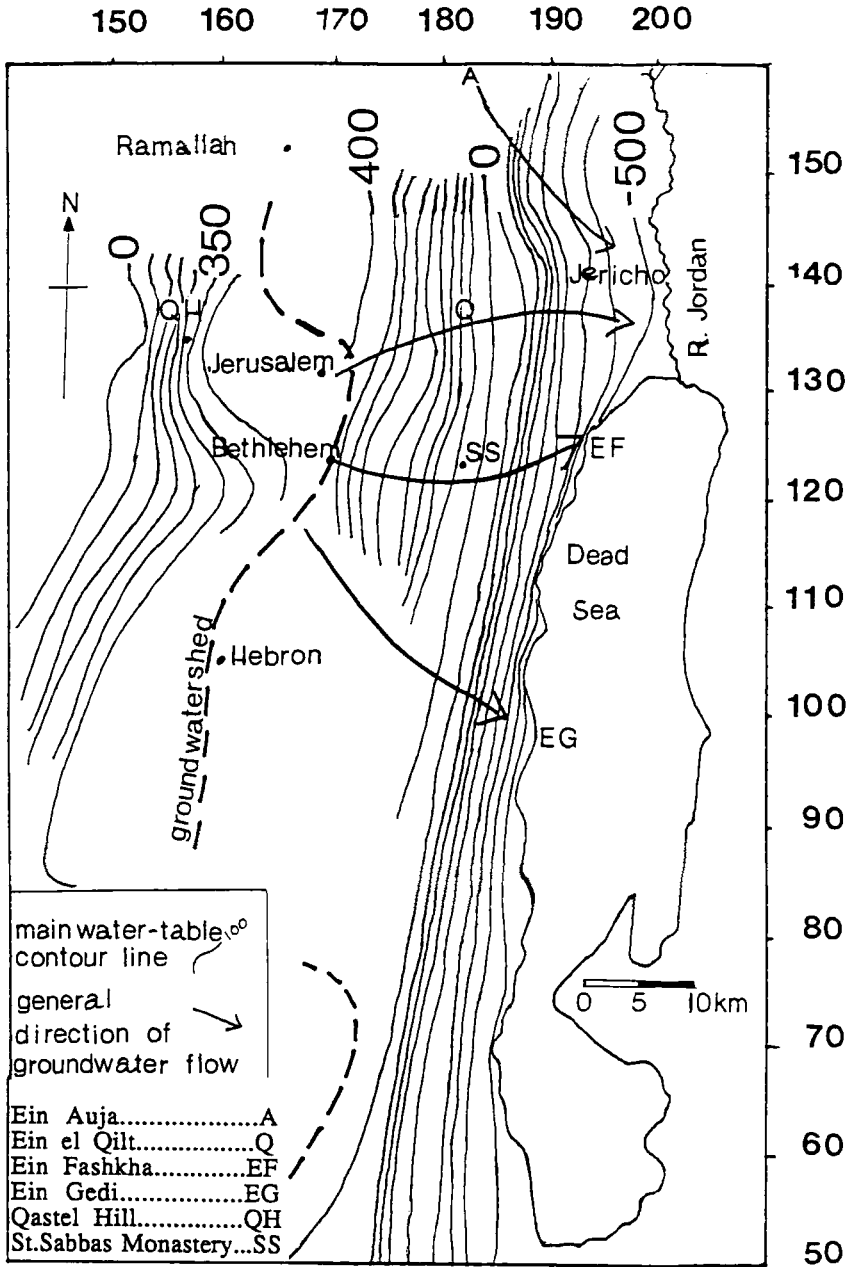 150 160 170 180 190 200
A
Ramallah
150
400
0
-500
N
0
350
Jericho
140
R. Jordan
QH
Q
Jerusalem
130
Bethlehem
SS
EF
120
Dead
Sea
110
groundwatershed
Hebron
100
EG
90
main water-table
100
contour line
80
general
direction of
groundwater flow
0 5 10km
70
Ein Auja....................A
Ein el Qilt.................Q
Ein Fashkha............EF
Ein Gedi................EG
Qastel Hill..............QH
St.Sabbas Monastery...SS
60
50